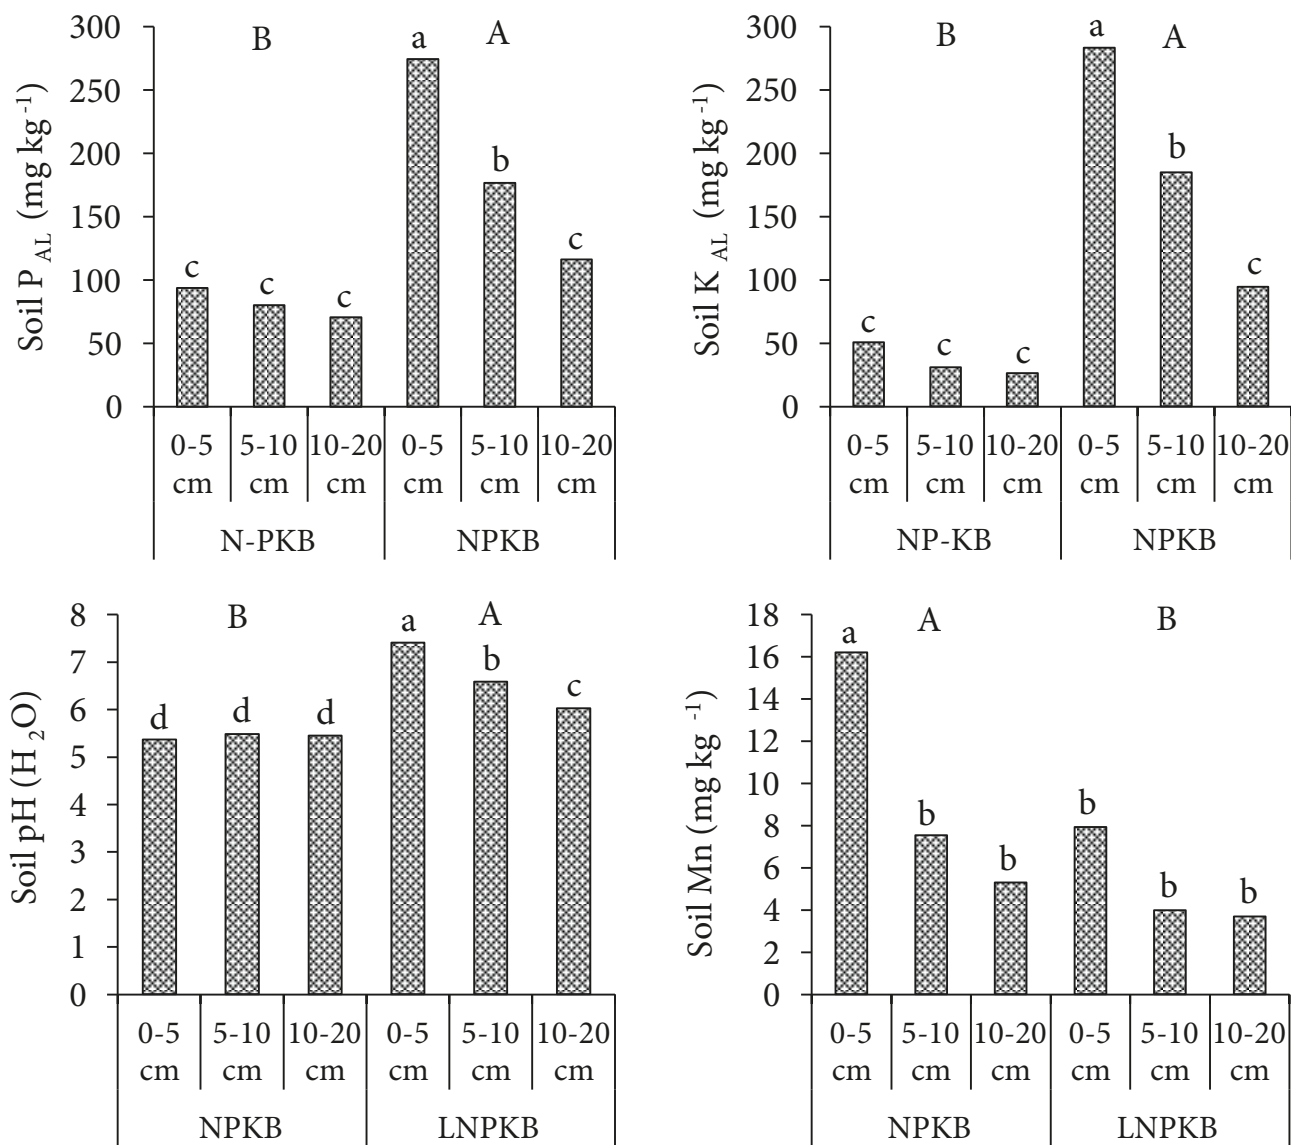 Soil P AL (mg kg -1)
300
250
200
150
100
50
0
B
A
c
c
c
a
b
c
0-5 cm
5-10 cm
10-20 cm
0-5 cm
5-10 cm
10-20 cm
N-PKB
NPKB
Soil K AL (mg kg -1)
300
250
200
150
100
50
0
B
A
c
c
c
a
b
c
0-5 cm
5-10 cm
10-20 cm
0-5 cm
5-10 cm
10-20 cm
NP-KB
NPKB
Soil pH (H2O)
8
7
6
5
4
3
2
1
0
B
A
d
d
d
a
b
c
0-5 cm
5-10 cm
10-20 cm
0-5 cm
5-10 cm
10-20 cm
NPKB
LNPKB
Soil Mn (mg kg -1)
18
16
14
12
10
8
6
4
2
0
A
B
a
b
b
b
b
b
0-5 cm
5-10 cm
10-20 cm
0-5 cm
5-10 cm
10-20 cm
NPKB
LNPKB